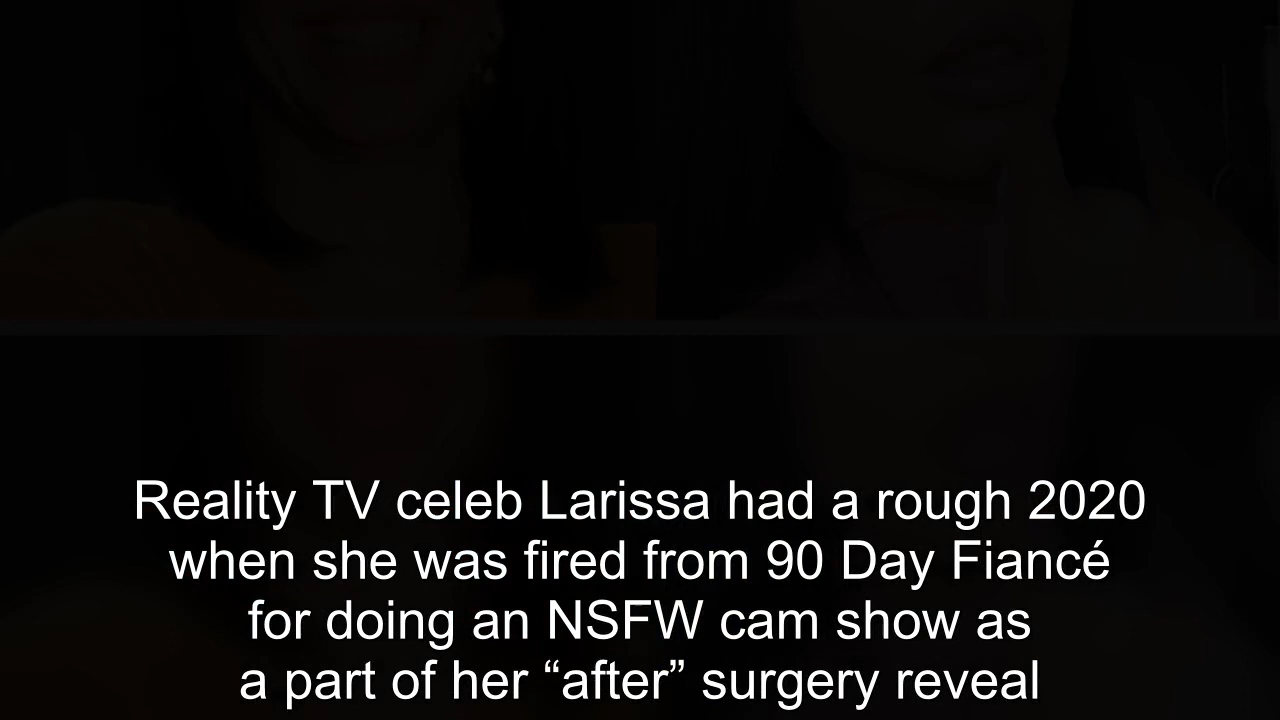 Reality TV celeb Larissa had a rough 2020
when she was fired from 90 Day Fiancé
for doing an NSFW cam show as
a part of her “after” surgery reveal